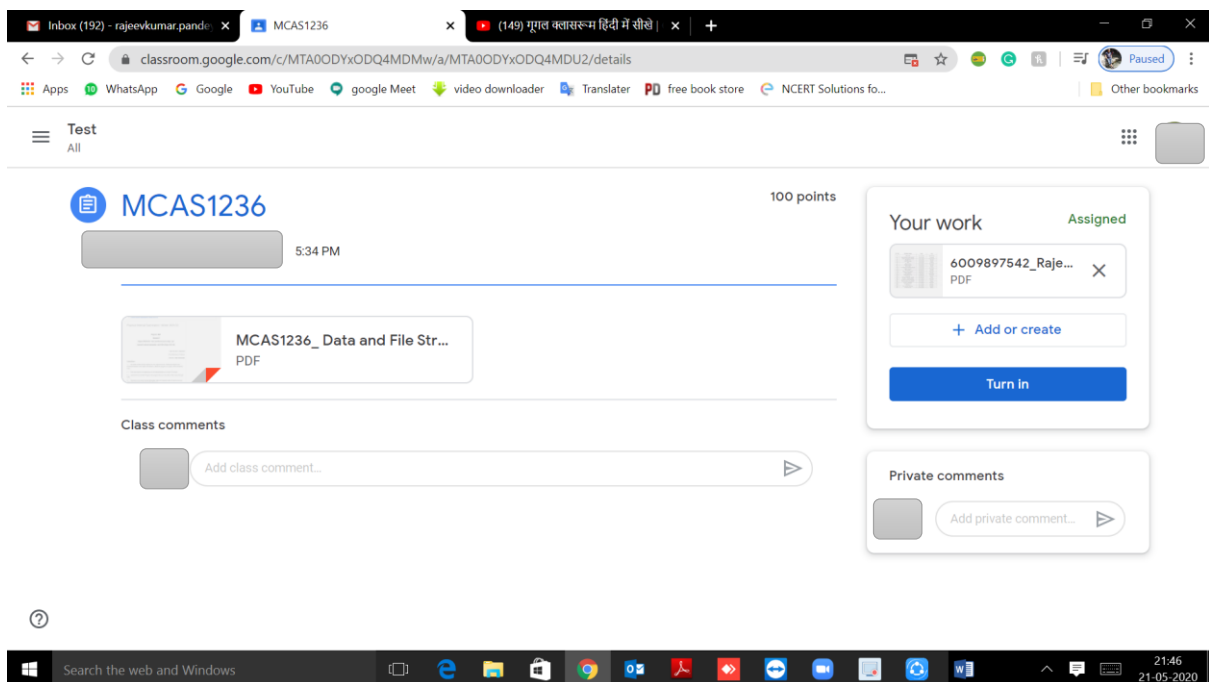 Inbox (192) - rajeevkumar.pande
MCAS1236
(149) गूगल क्लासरूम हिंदी में सीखे |
classroom.google.com/c/MTA0ODYxODQ4MDMw/a/MTA0ODYxODQ4MDU2/details
Paused
Apps WhatsApp Google YouTube google Meet video downloader Translater PD free book store NCERT Solutions fo... Other bookmarks
Test
All
MCAS1236
100 points
5:34 PM
MCAS1236_ Data and File Str...
PDF
Class comments
Add class comment...
Your work
Assigned
6009897542_Raje...
PDF
+ Add or create
Turn in
Private comments
Add private comment...
Search the web and Windows
21:46
21-05-2020